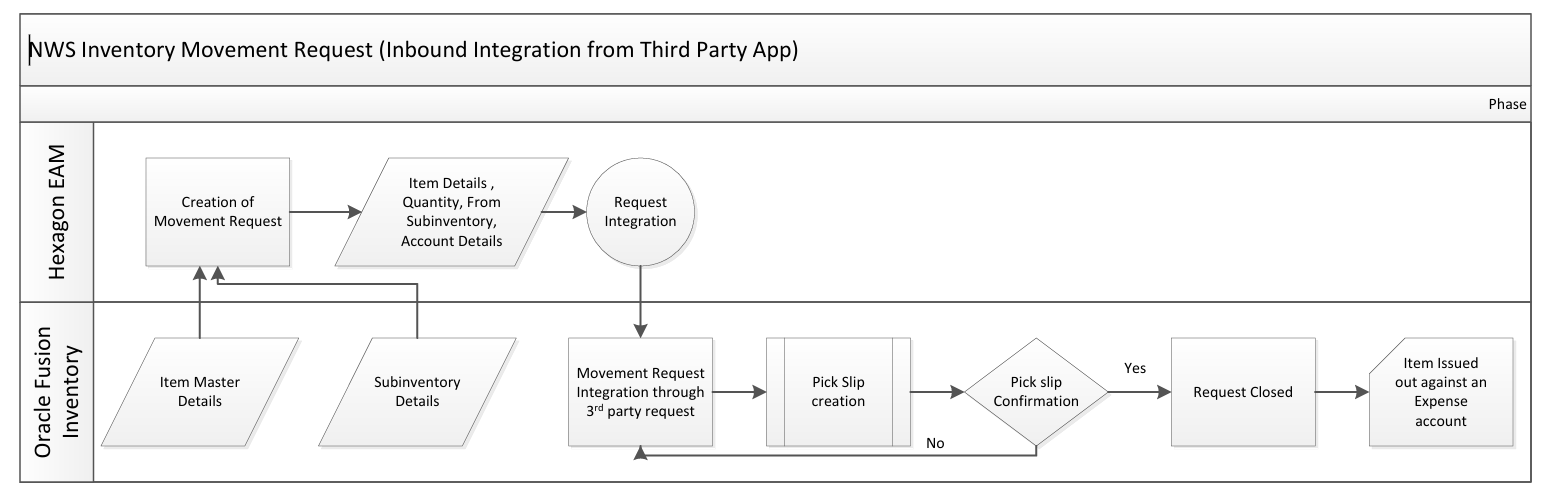 NWS Inventory Movement Request (Inbound Integration from Third Party App)
Phase
Hexagon EAM
Creation of
Movement Request
Item Details ,
Quantity, From
Subinventory,
Account Details
Request
Integration
Oracle Fusion
Inventory
Item Master
Details
Subinventory
Details
Movement Request
Integration through
3rd party request
Pick Slip
creation
Pick slip
Confirmation
Yes
No
Request Closed
Item Issued
out against an
Expense
account